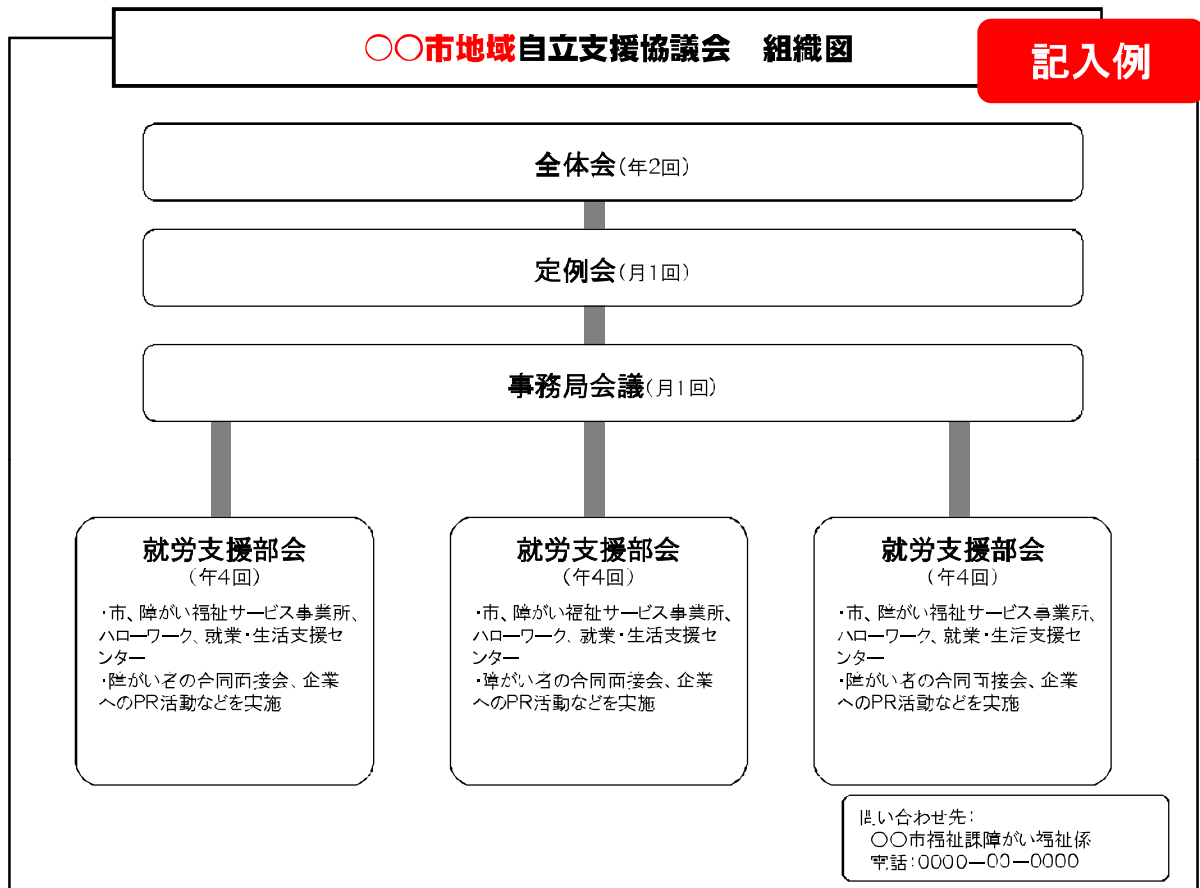 ○○市地域自立支援協議会　組織図
記入例
全体会(年2回)
定例会(月1回)
事務局会議(月1回)
就労支援部会
(年4回)
・市、障がい福祉サービス事業所、
ハローワーク、就業・生活支援セ
ンター
・障がい者の合同面接会、企業
へのPR活動などを実施
就労支援部会
(年4回)
・市、障がい福祉サービス事業所、
ハローワーク、就業・生活支援セ
ンター
・障がい者の合同面接会、企業
へのPR活動などを実施
就労支援部会
(年4回)
・市、障がい福祉サービス事業所、
ハローワーク、就業・生活支援セ
ンター
・障がい者の合同面接会、企業
へのPR活動などを実施
問い合わせ先：
○○市福祉課障がい福祉係
電話：0000―00―0000